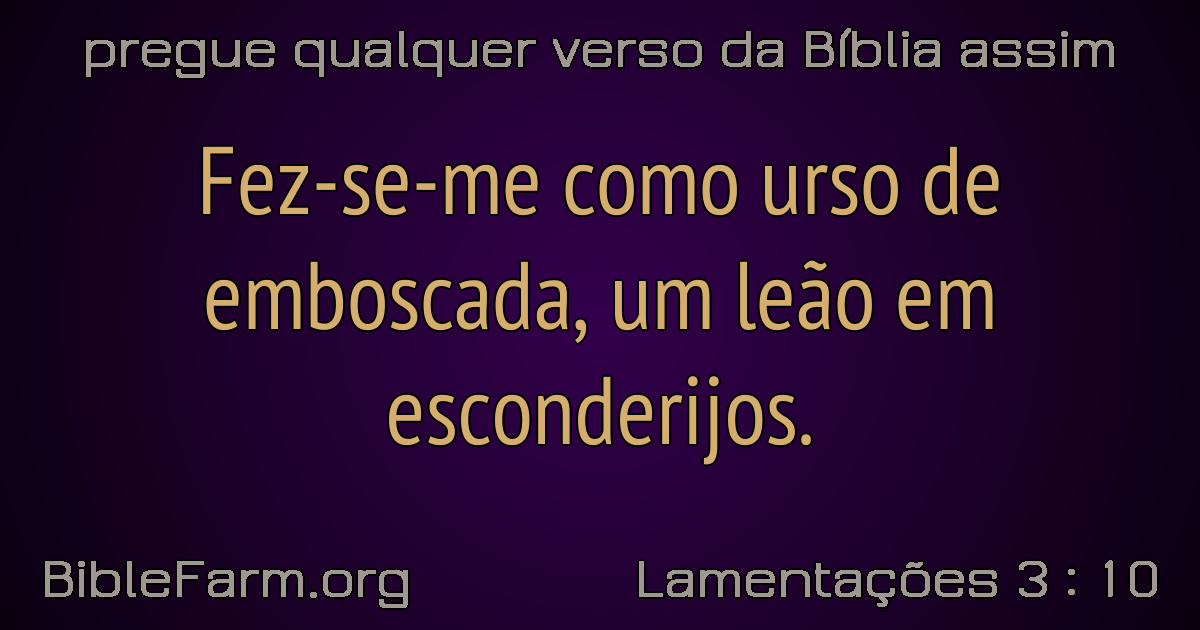 pregue qualquer verso da Bíblia assim
Fez-se-me como urso de
emboscada, um leão em
esconderijos.
BibleFarm.org
Lamentações 3 : 10